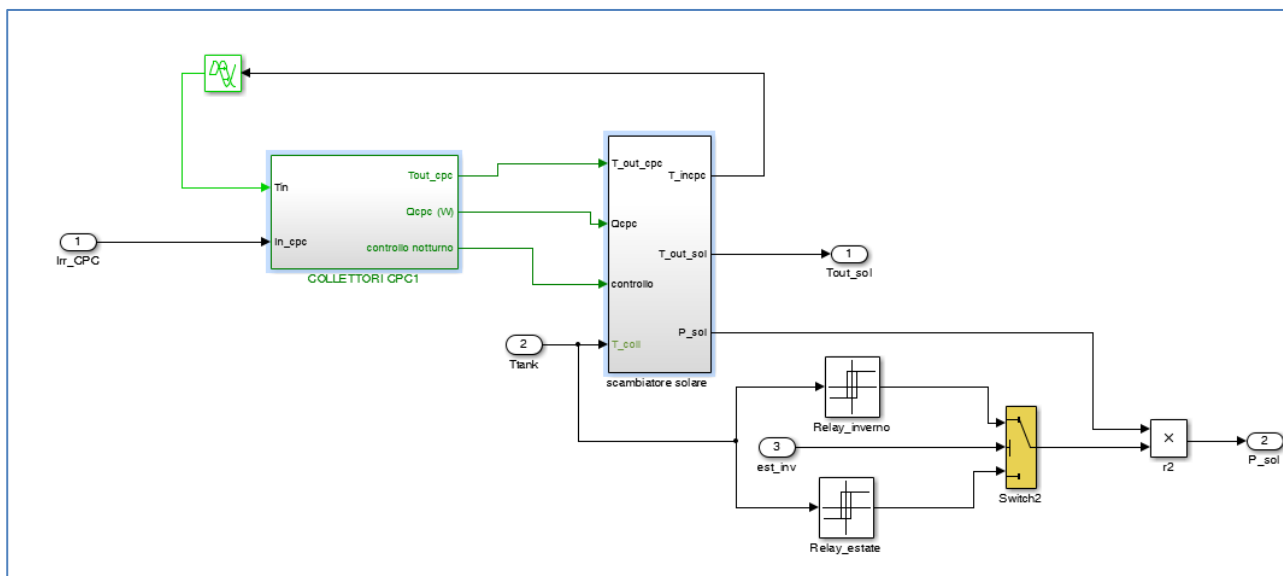 Tin
In_cpc
Tout_cpc
Qcpc (W)
controllo notturno
COLLETTORI CPC1
1
Irr_CPC
T_out_cpc
Qcpc
controllo
T_coll
T_incpc
T_out_sol
P_sol
scambiatore solare
1
Tout_sol
2
Ttank
Relay_inverno
3
est_inv
Relay_estate
Switch2
×
r2
2
P_sol